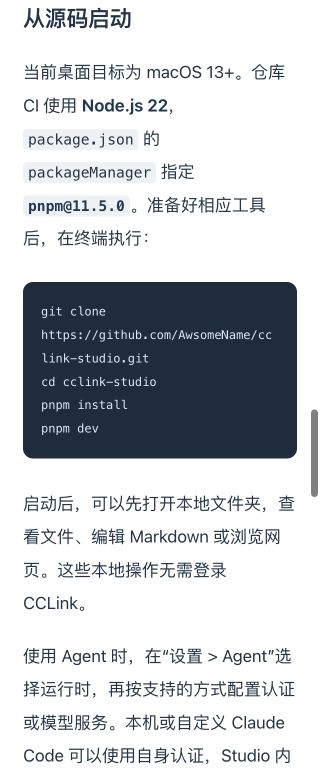 从源码启动
当前桌面目标为 macOS 13+。仓库
CI 使用 Node.js 22，
package.json 的
packageManager 指定
pnpm@11.5.0 。准备好相应工具
后，在终端执行：
git clone
https://github.com/AwsomeName/cc
link-studio.git
cd cclink-studio
pnpm install
pnpm dev
启动后，可以先打开本地文件夹，查
看文件、编辑 Markdown 或浏览网
页。这些本地操作无需登录
CCLink。
使用 Agent 时，在“设置 > Agent”选
择运行时，再按支持的方式配置认证
或模型服务。本机或自定义 Claude
Code 可以使用自身认证，Studio 内